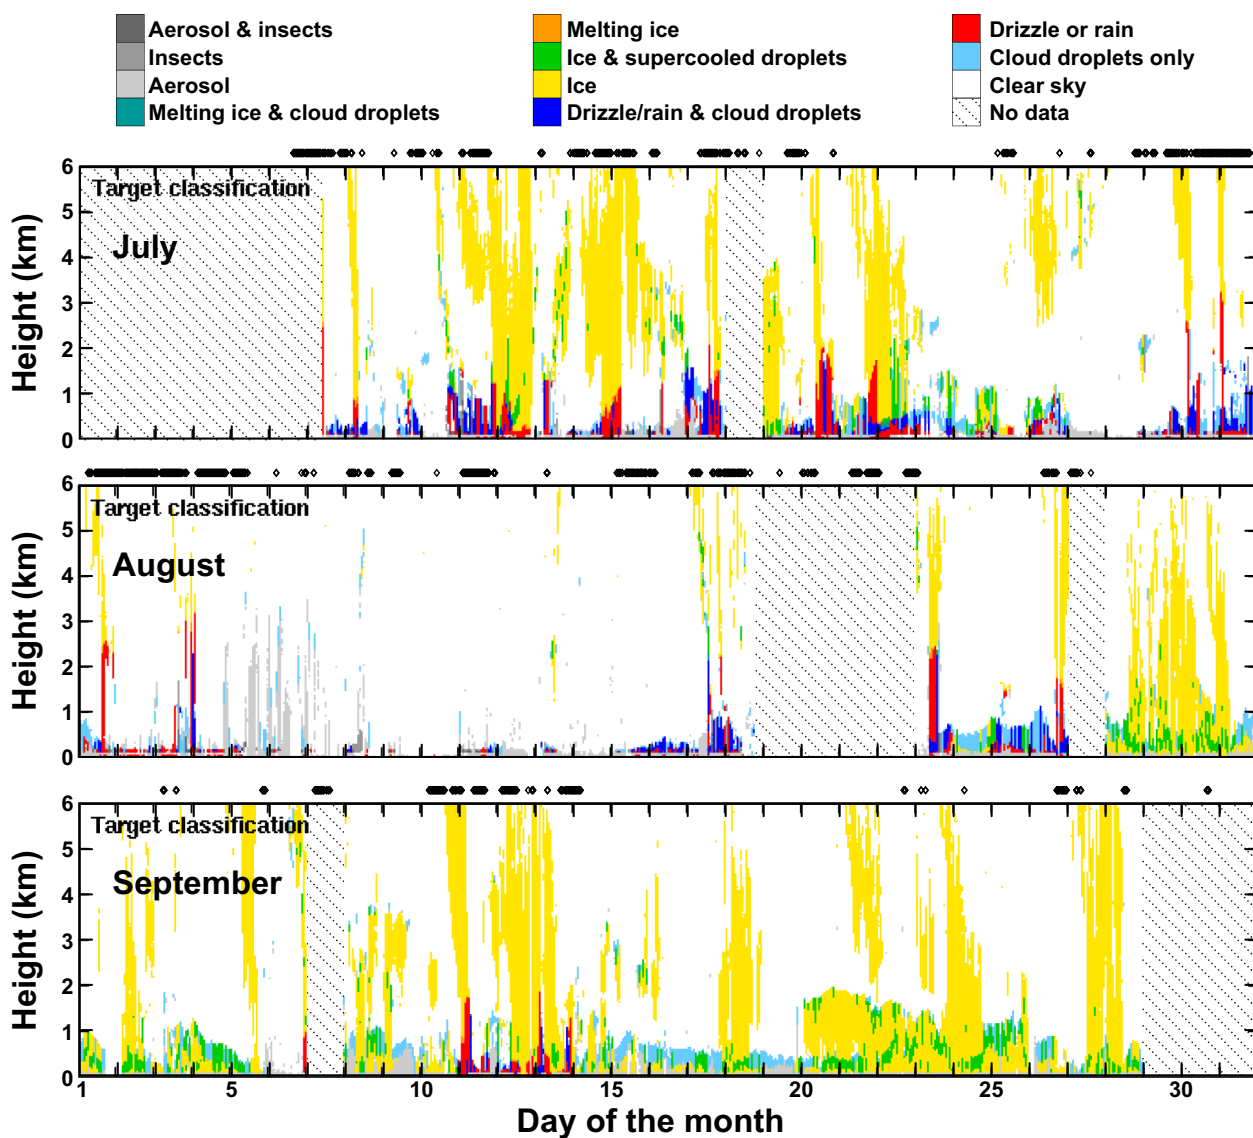 Aerosol & insects
Insects
Aerosol
Melting ice & cloud droplets
Melting ice
Ice & supercooled droplets
Ice
Drizzle/rain & cloud droplets
Drizzle or rain
Cloud droplets only
Clear sky
No data
6
5
4
3
2
1
0
Height (km)
Target classification
July
6
5
4
3
2
1
0
Height (km)
Target classification
August
6
5
4
3
2
1
0
Height (km)
Target classification
September
1 5 10 15 20 25 30
Day of the month